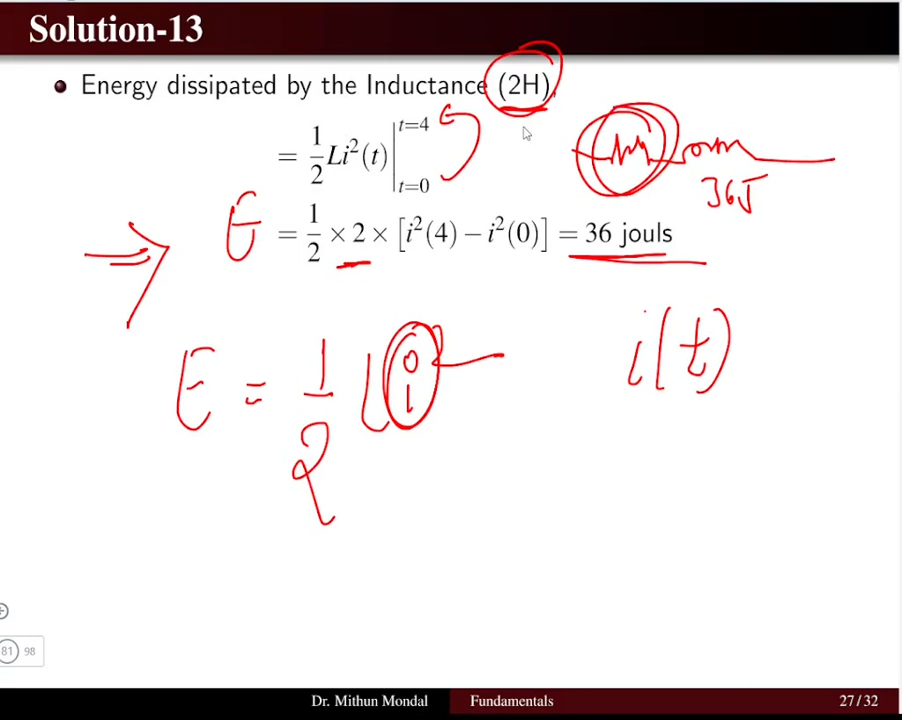 Solution-13
Energy dissipated by the Inductance (2H),
= 1/2 Li²(t) |t=4 t=0
36J
E = 1/2 × 2 × [i²(4) − i²(0)] = 36 jouls
E = 1/2 L i²
i(t)
81 98
Dr. Mithun Mondal Fundamentals 27/32